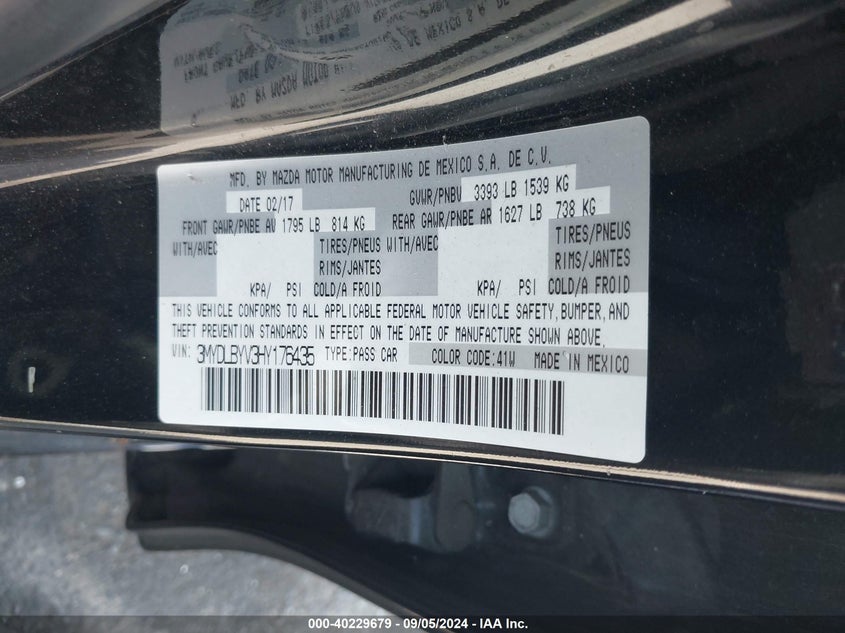 MFD. BY MAZDA MOTOR MANUFACTURING DE MEXICO S.A. DE C.V.
DATE 02/17 GVWR/PNBV 3393 LB 1539 KG
FRONT GAWR/PNBE AV 1795 LB 814 KG REAR GAWR/PNBE AR 1627 LB 738 KG
WITH/AVEC TIRES/PNEUS WITH/AVEC TIRES/PNEUS
RIMS/JANTES RIMS/JANTES
KPA/ PSI COLD/A FROID KPA/ PSI COLD/A FROID
THIS VEHICLE CONFORMS TO ALL APPLICABLE FEDERAL MOTOR VEHICLE SAFETY, BUMPER, AND
THEFT PREVENTION STANDARDS IN EFFECT ON THE DATE OF MANUFACTURE SHOWN ABOVE.
VIN: 3MYDLBYV3HY176435 TYPE: PASS CAR COLOR CODE: 41W MADE IN MEXICO
000-40229679 - 09/05/2024 - IAA Inc.